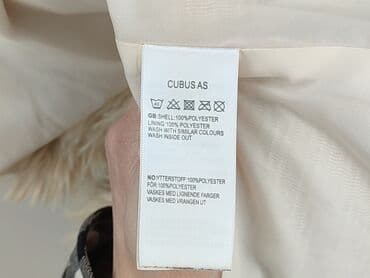 CUBUS AS
GB SHELL:100%POLYESTER
LINING:100% POLYESTER
WASH WITH SIMILAR COLOURS
WASH INSIDE OUT
NO YTTERSTOFF:100%POLYESTER
FÔR:100%POLYESTER
VASKES MED LIGNENDE FARGER
VASKES MED VRANGEN UT